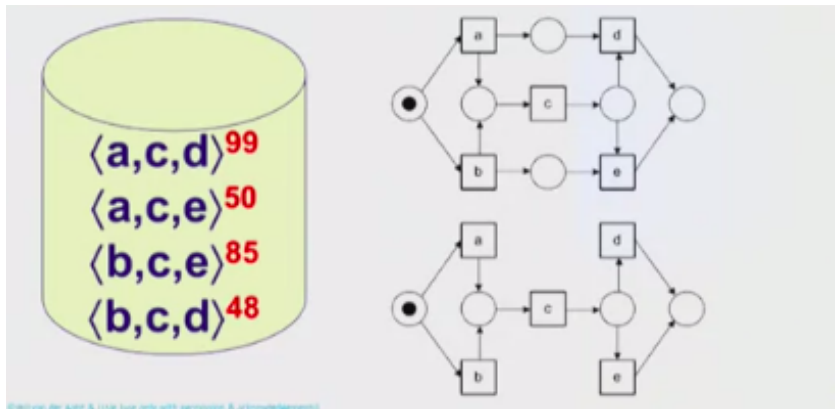 ⟨a,c,d⟩99
⟨a,c,e⟩50
⟨b,c,e⟩85
⟨b,c,d⟩48
a
d
c
b
e
a
d
c
b
e